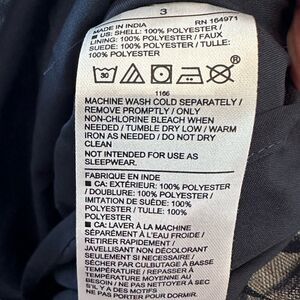 3
MADE IN INDIA RN 164971
■ US: SHELL: 100% POLYESTER /
LINING: 100% POLYESTER / FAUX
SUEDE: 100% POLYESTER / TULLE:
100% POLYESTER
30
®
1166
MACHINE WASH COLD SEPARATELY /
REMOVE PROMPTLY / ONLY
NON-CHLORINE BLEACH WHEN
NEEDED / TUMBLE DRY LOW / WARM
IRON AS NEEDED / DO NOT DRY
CLEAN
NOT INTENDED FOR USE AS
SLEEPWEAR.
FABRIQUE EN INDE
■ CA: EXTÉRIEUR: 100% POLYESTER
/ DOUBLURE: 100% POLYESTER /
IMITATION DE SUÈDE: 100%
POLYESTER / TULLE: 100%
POLYESTER
■ CA: LAVER À LA MACHINE
SÉPARÉMENT À L'EAU FROIDE /
RETIRER RAPIDEMENT /
JAVELLISANT NON DÉCOLORANT
SEULEMENT SI NÉCESSAIRE /
SÉCHER PAR CULBUTAGE À BASSE
TEMPÉRATURE / REPASSER À
TEMPÉRATURE MOYENNE AU BESOIN
S'IL Y A DES MOTIFS
/ NE PAS PORTER POUR DORMIR